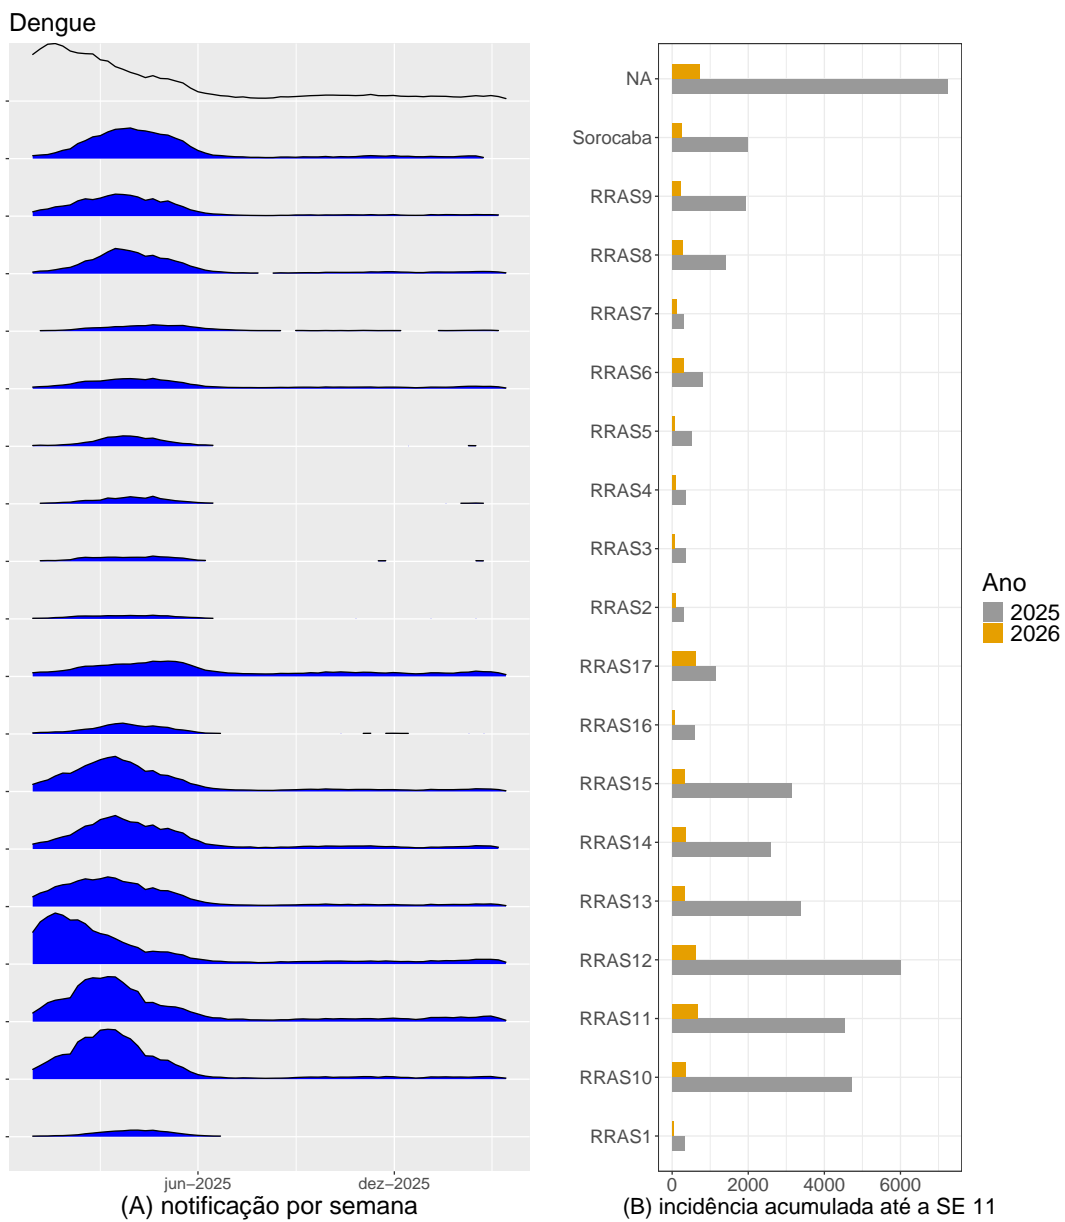 Dengue
NA
Sorocaba
RRAS9
RRAS8
RRAS7
RRAS6
RRAS5
RRAS4
RRAS3
RRAS2
RRAS17
RRAS16
RRAS15
RRAS14
RRAS13
RRAS12
RRAS11
RRAS10
RRAS1
jun−2025
dez−2025
(A) notificação por semana
0
2000
4000
6000
(B) incidência acumulada até a SE 11
Ano
2025
2026